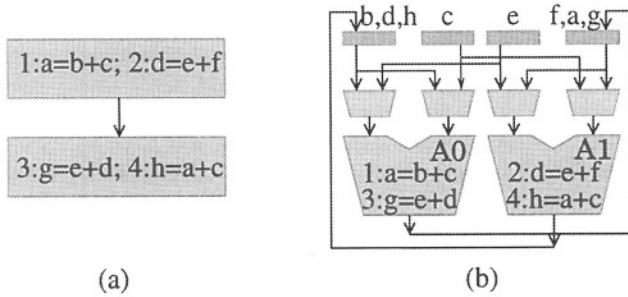 1:a=b+c; 2:d=e+f
3:g=e+d; 4:h=a+c
(a)
b,d,h c e f,a,g
A0
1:a=b+c
3:g=e+d
A1
2:d=e+f
4:h=a+c
(b)